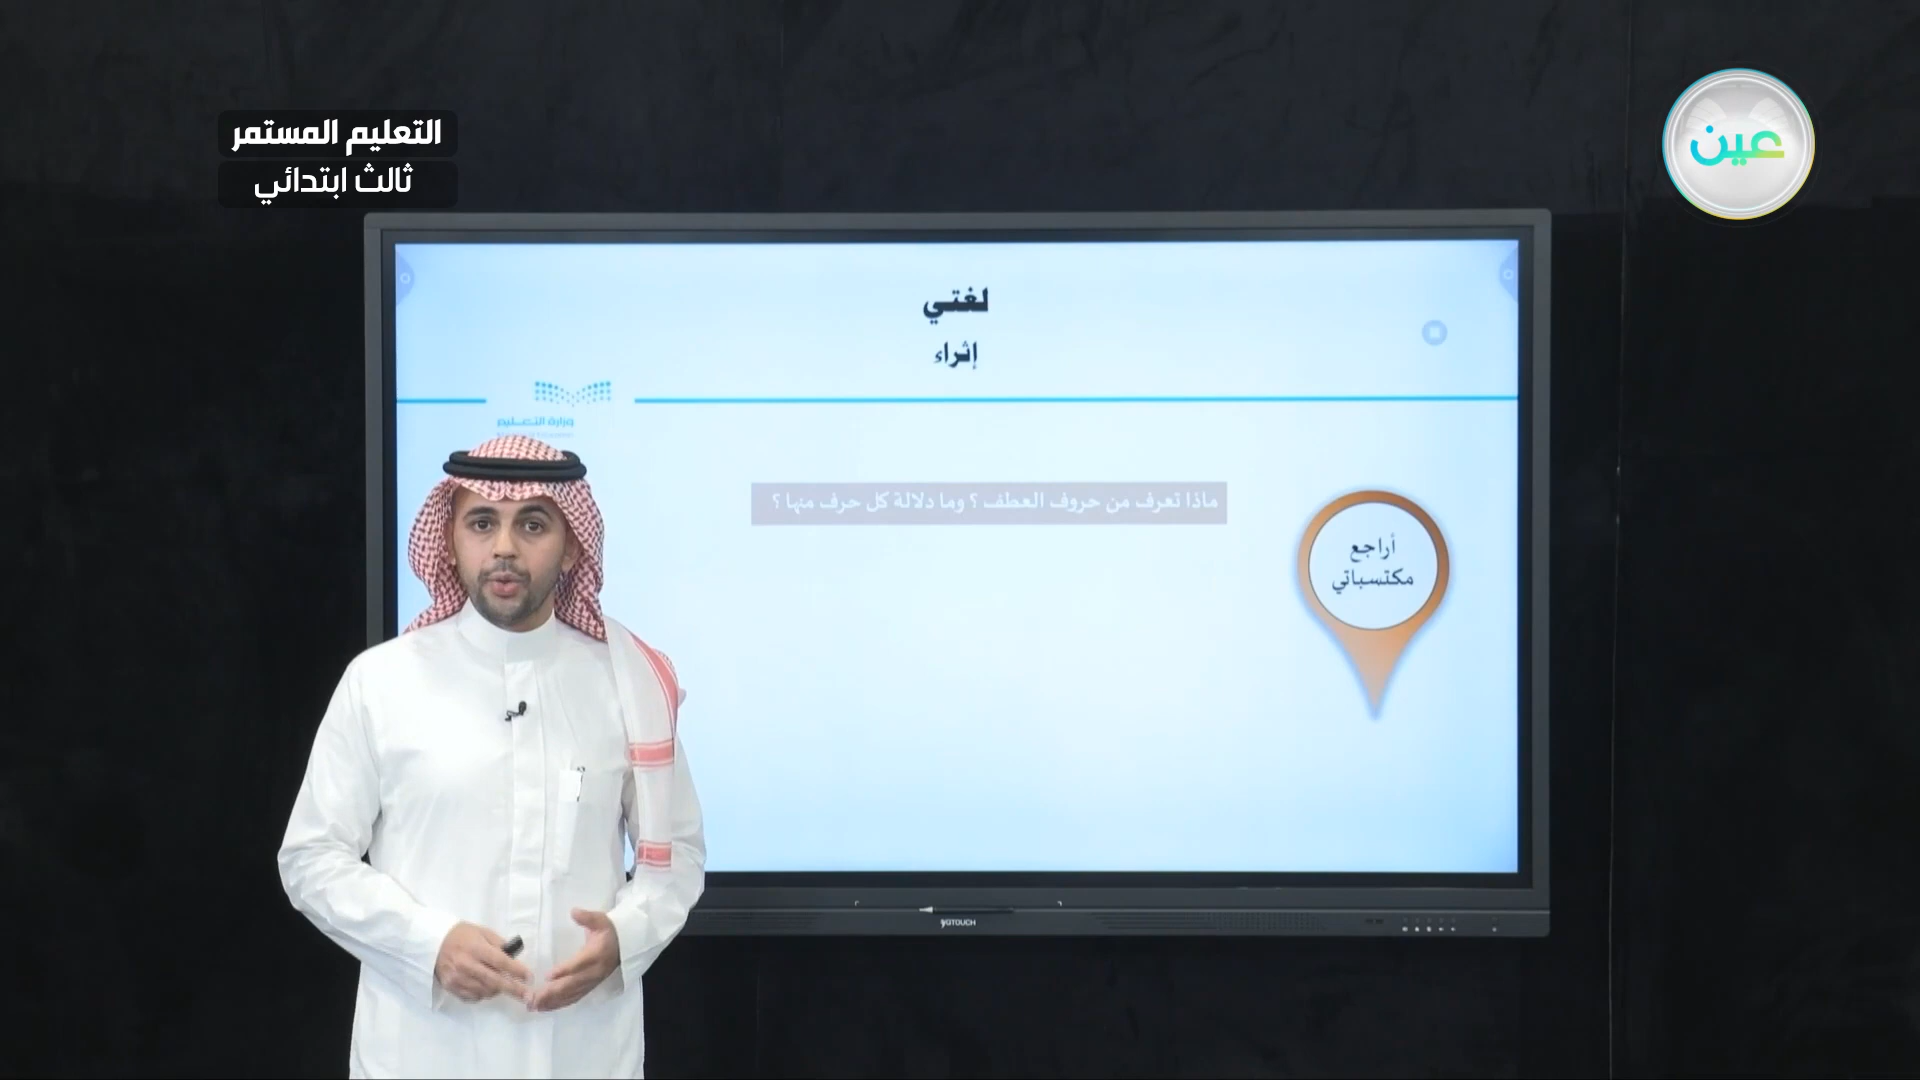 التعليم المستمر
ثالث ابتدائي
عين
لغتي
إثراء
وزارة التعليم
ماذا تعرف من حروف العطف ؟ وما دلالة كل حرف منها ؟
أراجع
مكتسباتي